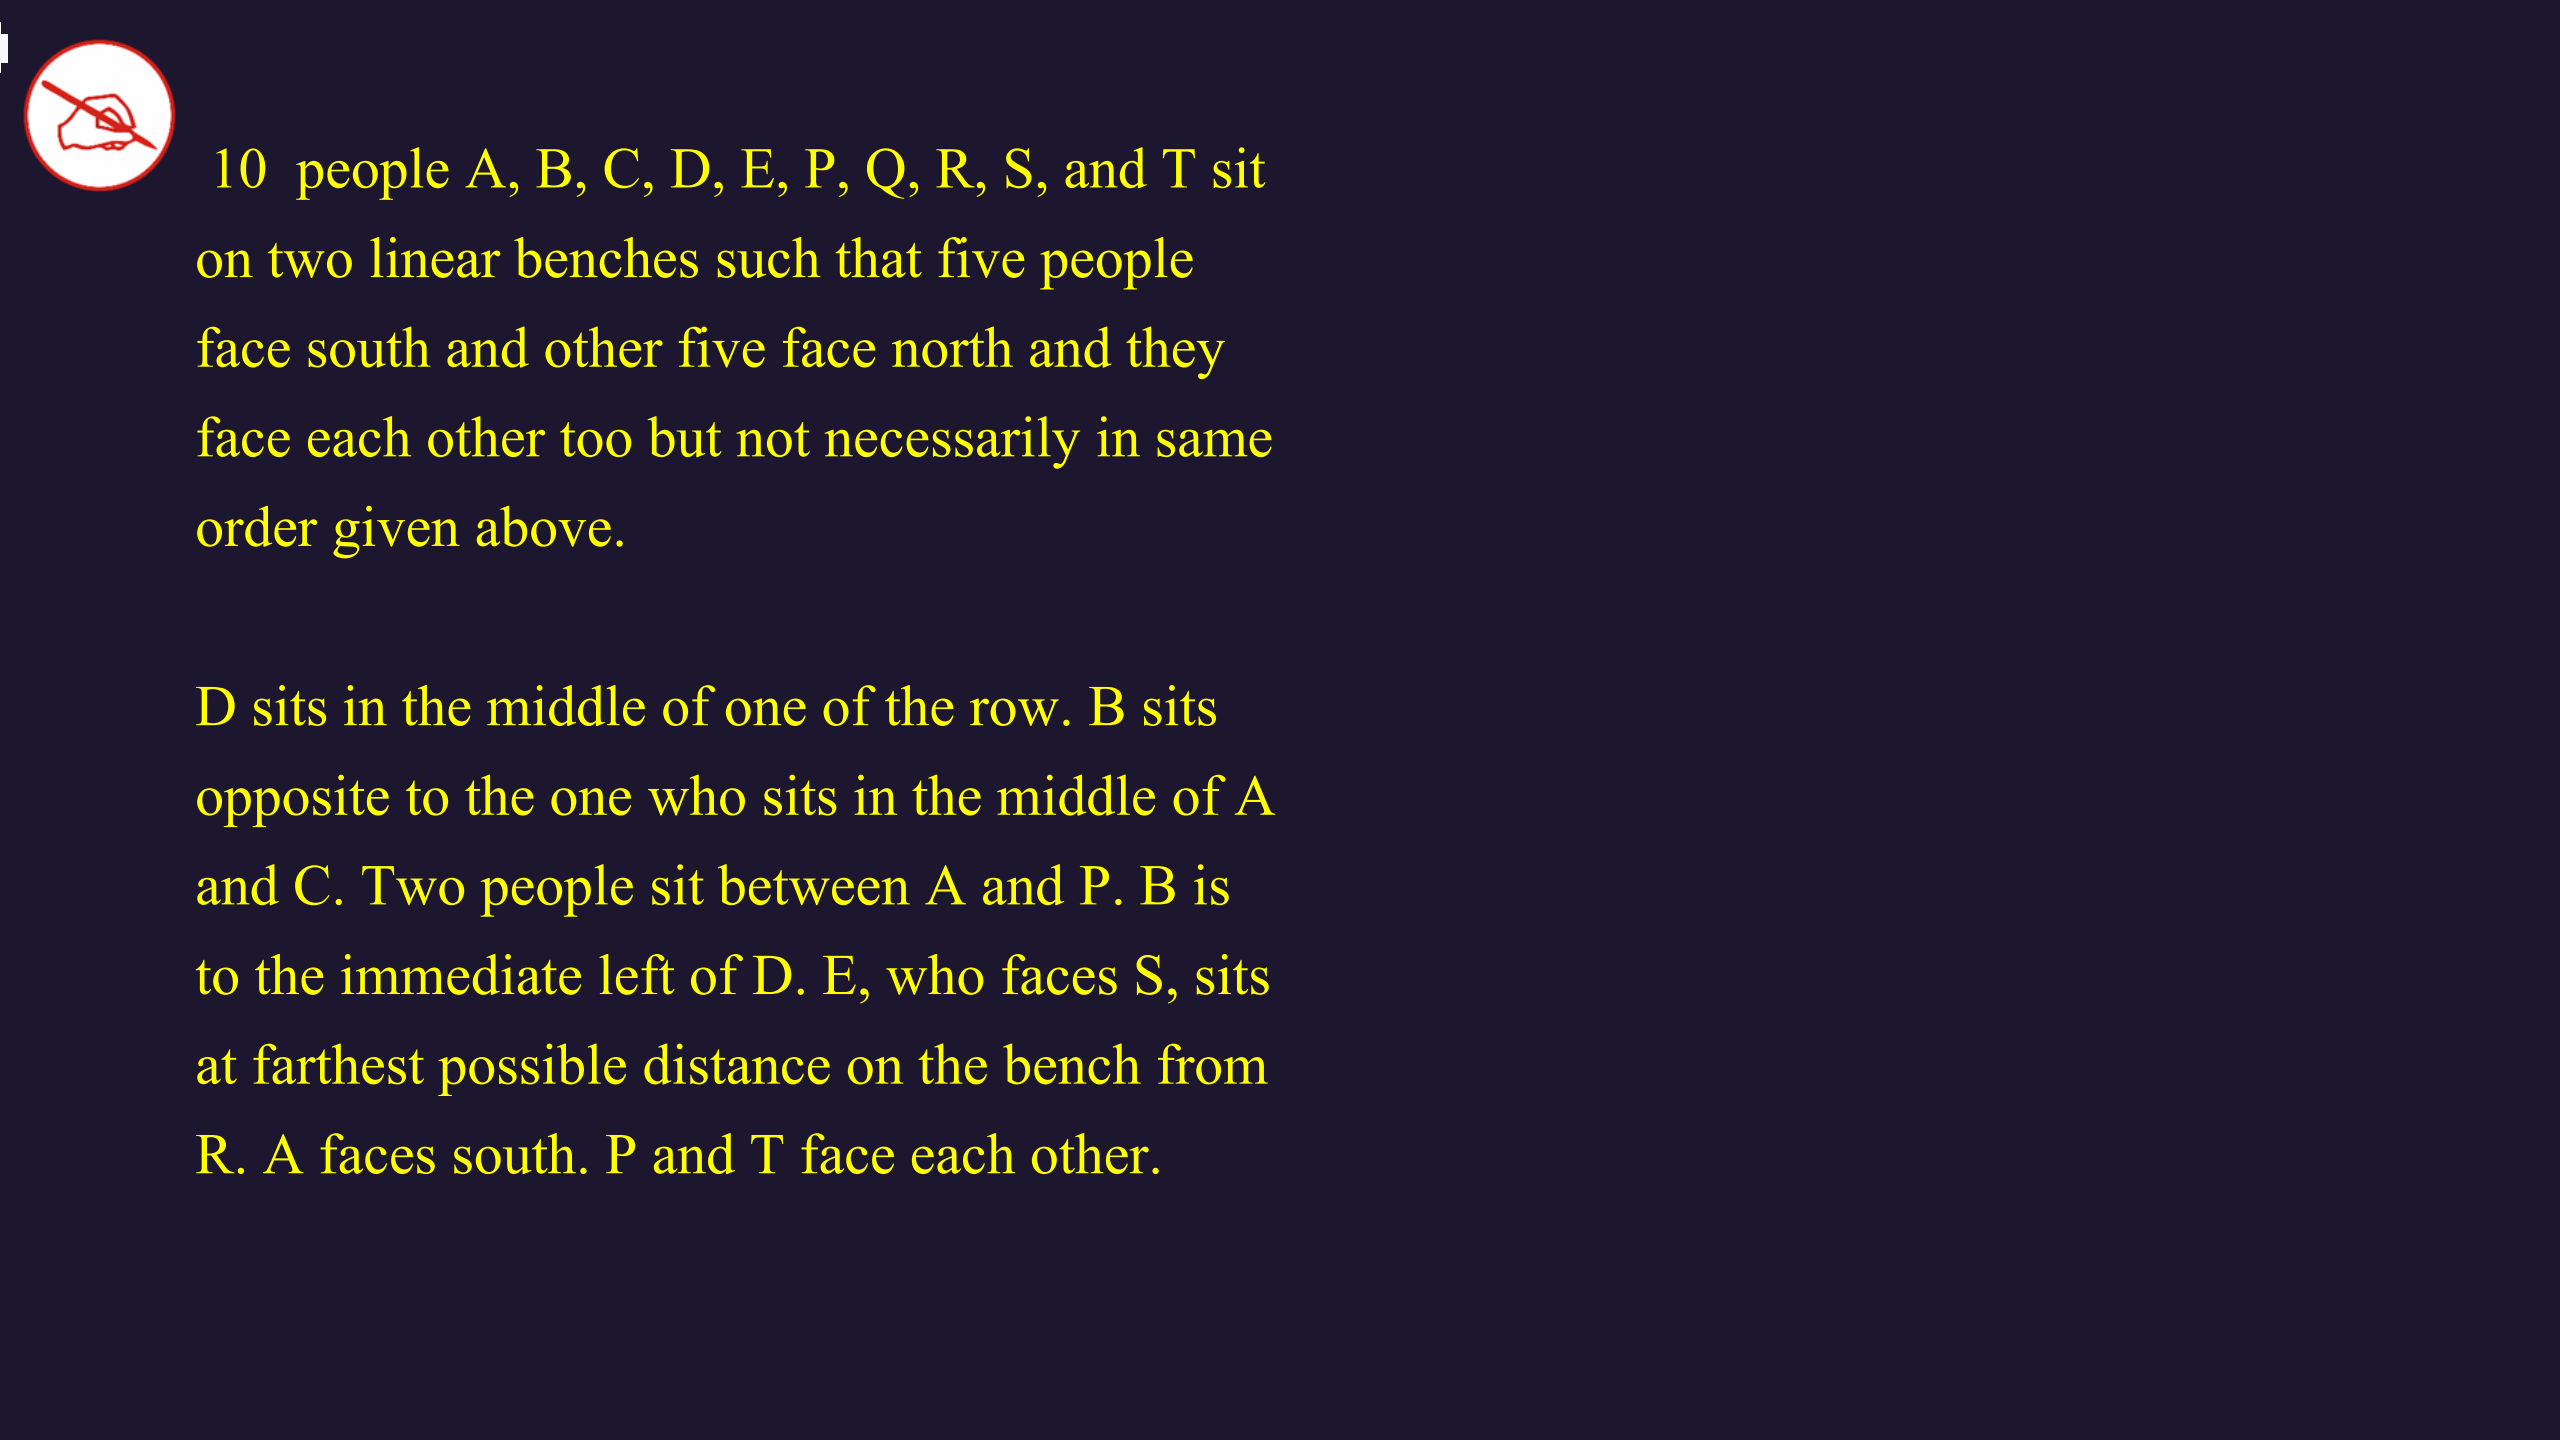 10 people A, B, C, D, E, P, Q, R, S, and T sit
on two linear benches such that five people
face south and other five face north and they
face each other too but not necessarily in same
order given above.
D sits in the middle of one of the row. B sits
opposite to the one who sits in the middle of A
and C. Two people sit between A and P. B is
to the immediate left of D. E, who faces S, sits
at farthest possible distance on the bench from
R. A faces south. P and T face each other.